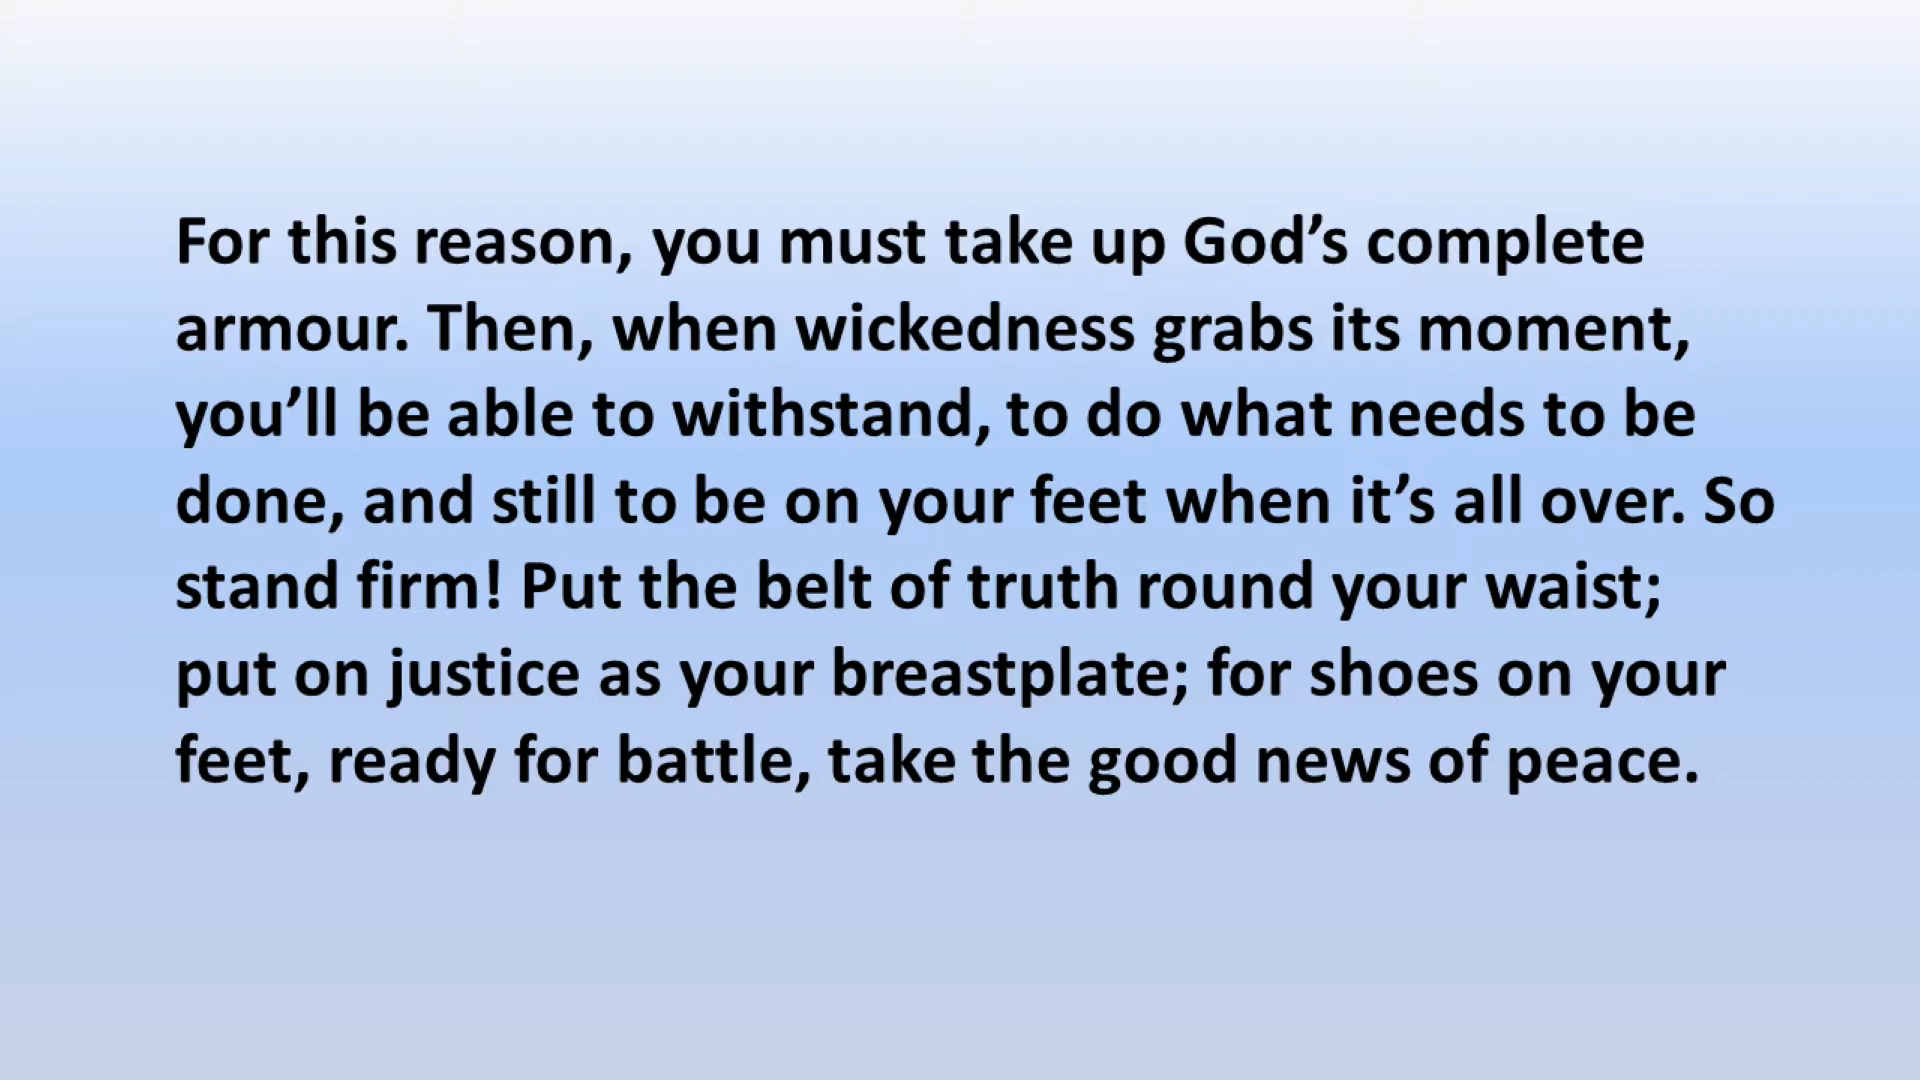 For this reason, you must take up God’s complete
armour. Then, when wickedness grabs its moment,
you’ll be able to withstand, to do what needs to be
done, and still to be on your feet when it’s all over. So
stand firm! Put the belt of truth round your waist;
put on justice as your breastplate; for shoes on your
feet, ready for battle, take the good news of peace.